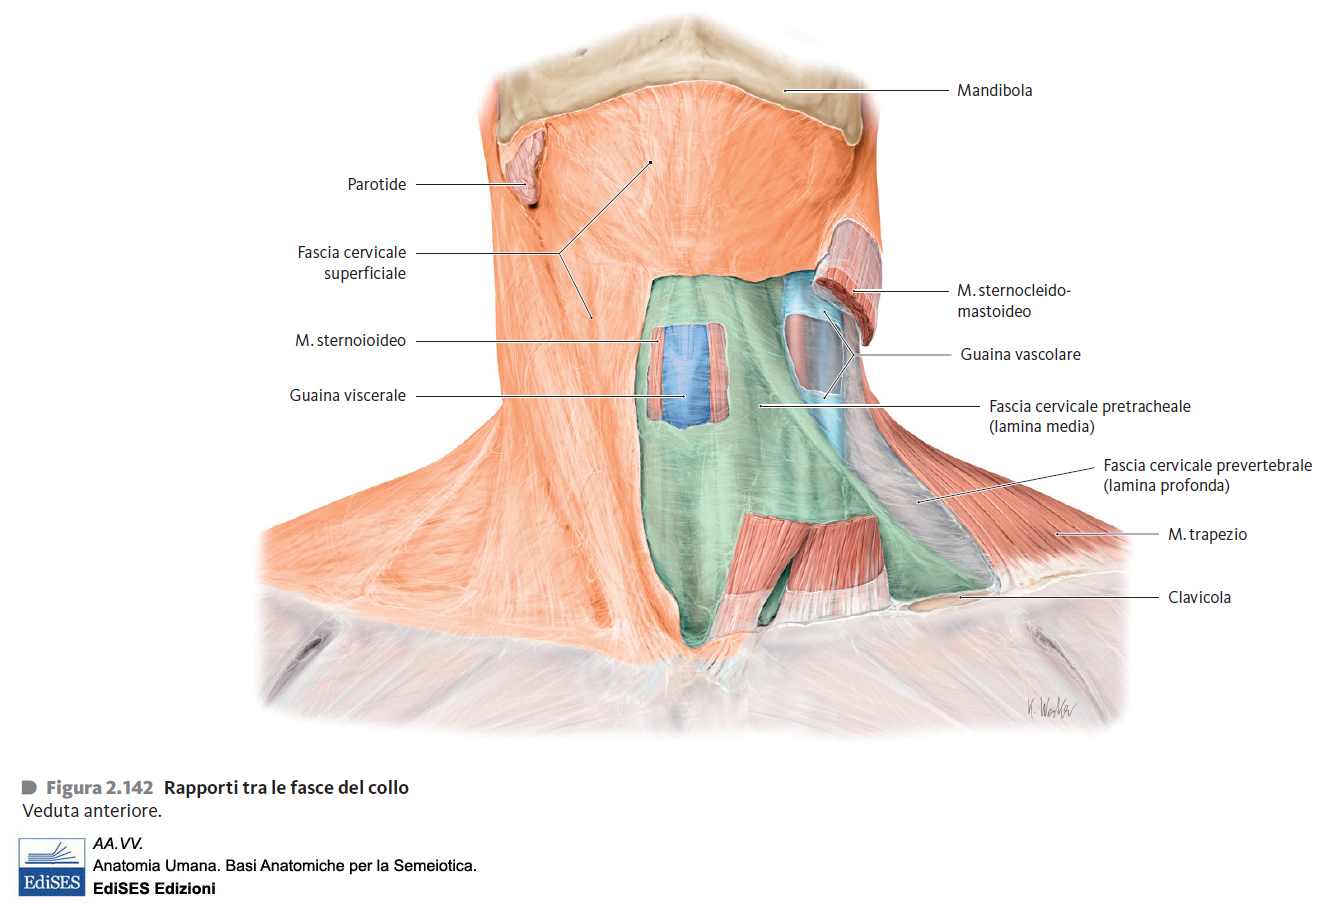 Mandibola
Parotide
Fascia cervicale
superficiale
M. sternocleido-
mastoideo
M. sternoioideo
Guaina vascolare
Guaina viscerale
Fascia cervicale pretracheale
(lamina media)
Fascia cervicale prevertebrale
(lamina profonda)
M. trapezio
Clavicola
K. Wesker
Figura 2.142 Rapporti tra le fasce del collo
Veduta anteriore.
AA.VV.
Anatomia Umana. Basi Anatomiche per la Semeiotica.
EdiSES
EdiSES Edizioni